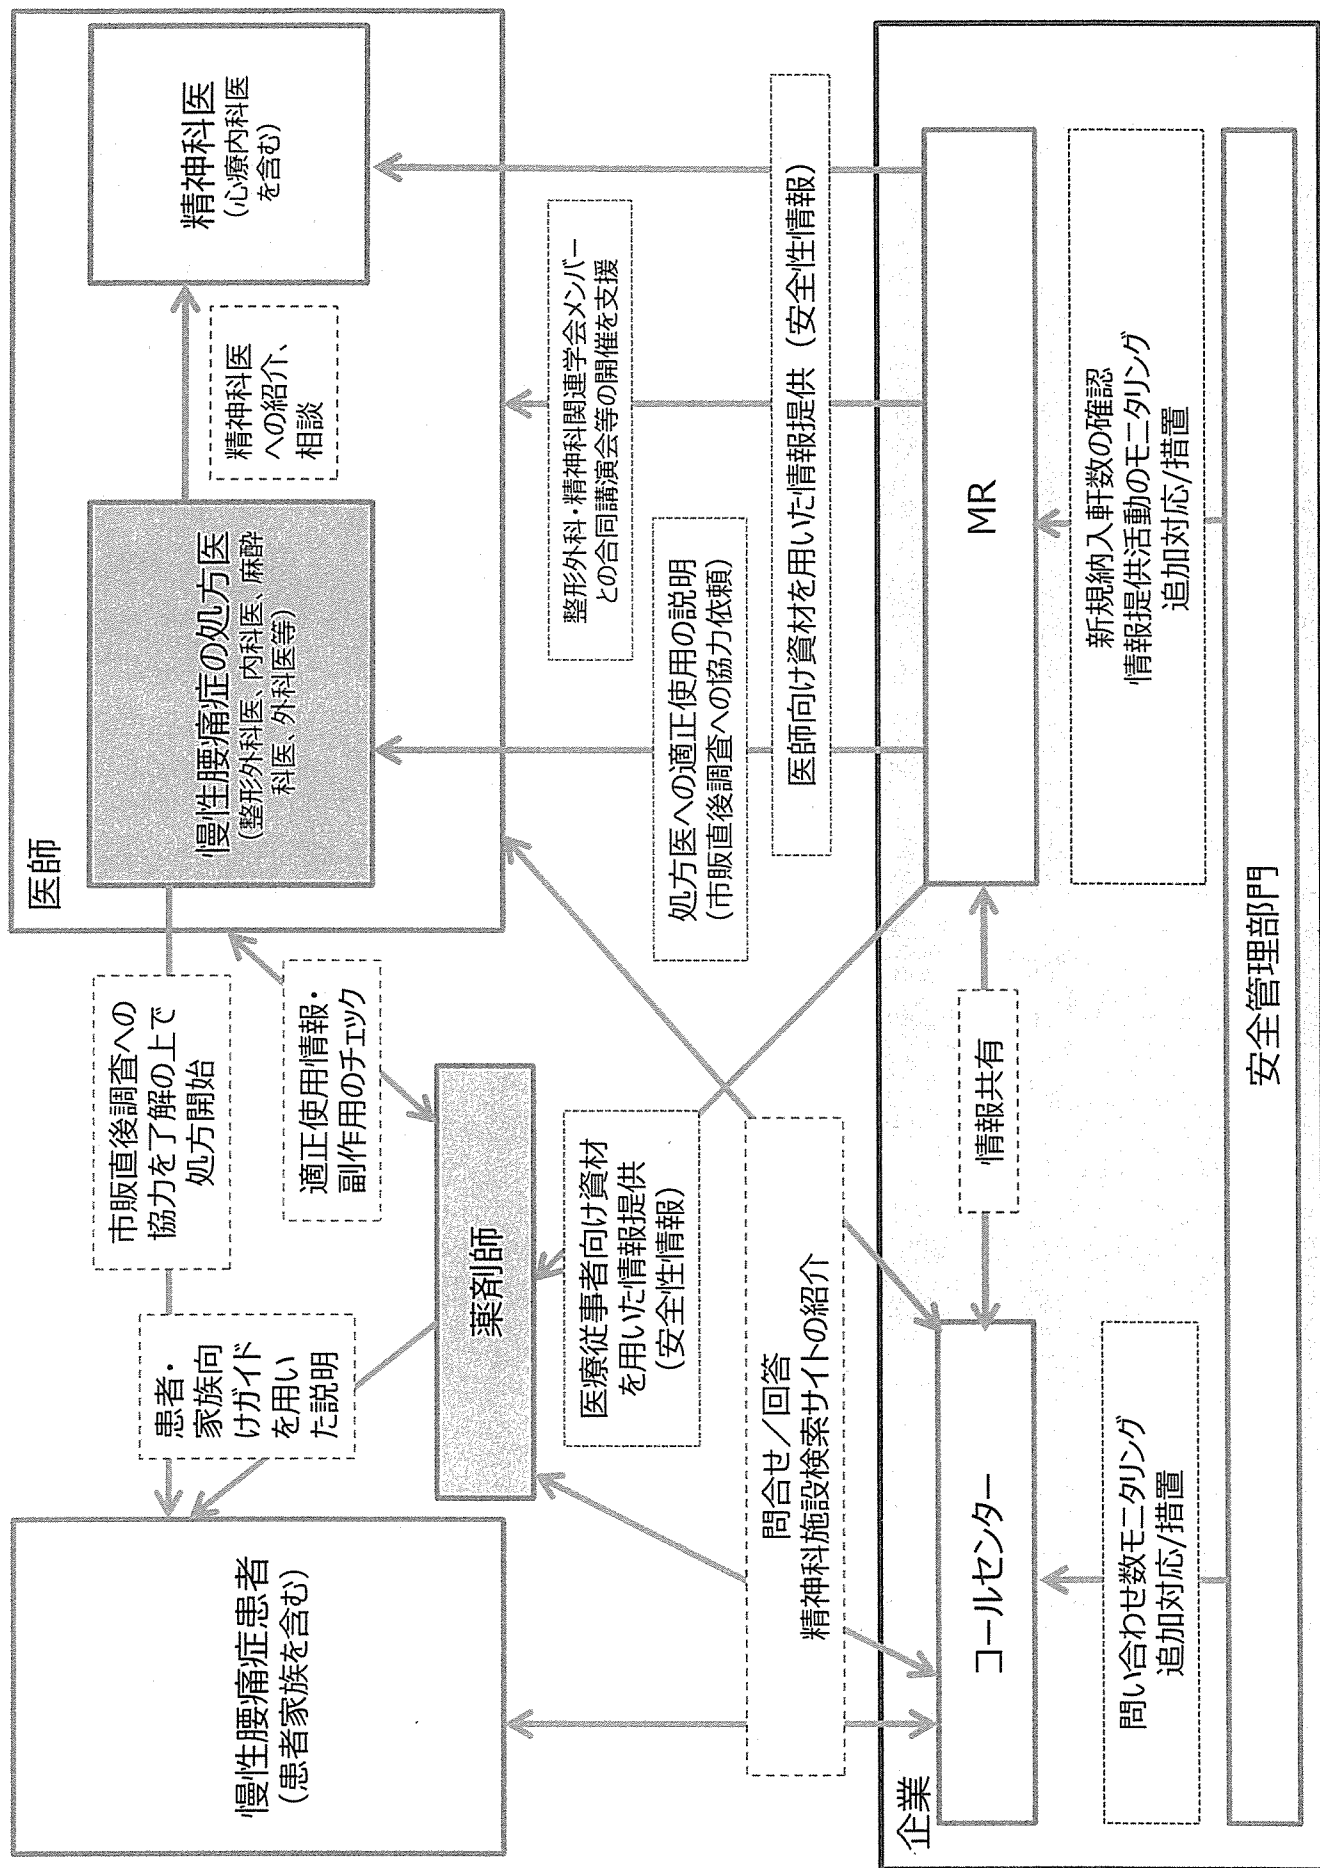 慢性腰痛症患者
(患者家族を含む)
市販直後調査への
協力を了解の上で
処方開始
患者・
家族向
けガイド
を用い
た説明
医師
慢性腰痛症の処方医
(整形外科医、内科医、麻酔
科医、外科医等)
精神科医
への紹介、
相談
精神科医
(心療内科医
を含む)
適正使用情報・
副作用のチェック
薬剤師
医療従事者向け資材
を用いた情報提供
(安全性情報)
整形外科・精神科関連学会メンバー
との合同講演会等の開催を支援
処方医への適正使用の説明
(市販直後調査への協力依頼)
医師向け資材を用いた情報提供(安全性情報)
問合せ/回答
精神科施設検索サイトの紹介
企業
コールセンター
情報共有
MR
問い合わせ数モニタリング
追加対応/措置
新規納入軒数の確認
情報提供活動のモニタリング
追加対応/措置
安全管理部門